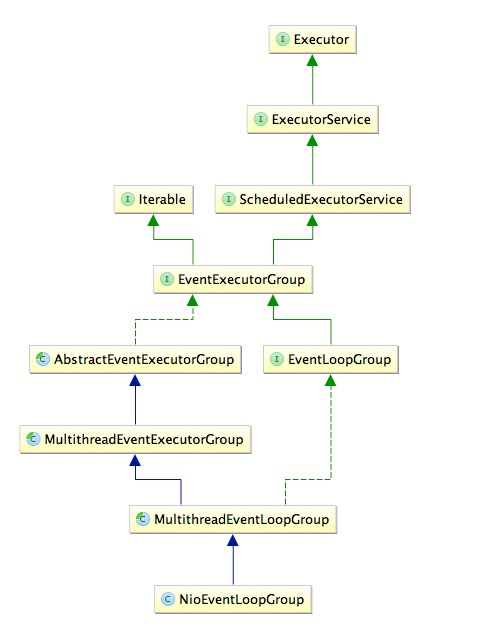 I Executor
I ExecutorService
I Iterable
I ScheduledExecutorService
I EventExecutorGroup
C AbstractEventExecutorGroup
I EventLoopGroup
C MultithreadEventExecutorGroup
C MultithreadEventLoopGroup
C NioEventLoopGroup